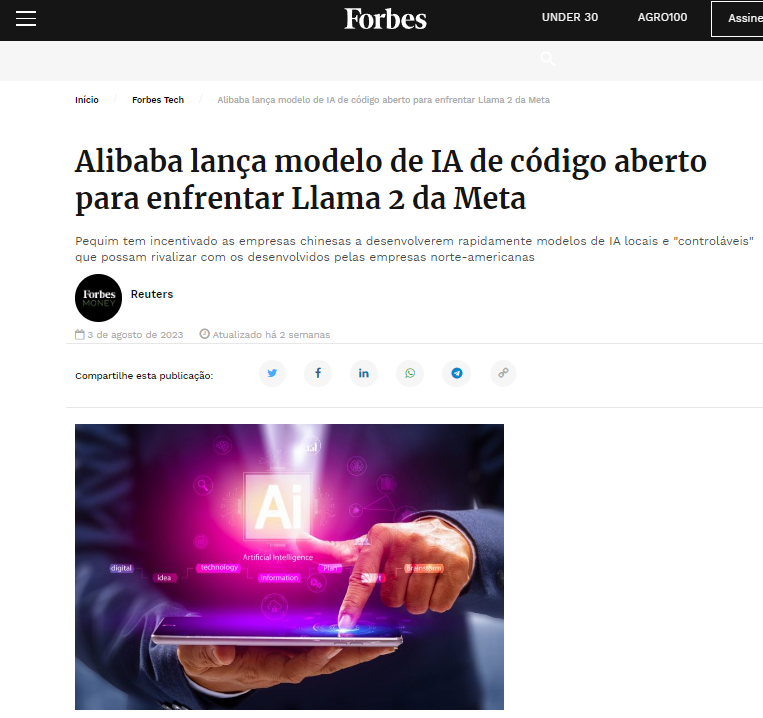 Forbes
UNDER 30
AGRO100
Assine
Início
Forbes Tech
Alibaba lança modelo de IA de código aberto para enfrentar Llama 2 da Meta
Alibaba lança modelo de IA de código aberto
para enfrentar Llama 2 da Meta
Pequim tem incentivado as empresas chinesas a desenvolverem rapidamente modelos de IA locais e "controláveis"
que possam rivalizar com os desenvolvidos pelas empresas norte-americanas
Forbes
MONEY
Reuters
3 de agosto de 2023
Atualizado há 2 semanas
Compartilhe esta publicação:
Ai
Artificial Intelligence
digital
idea
technology
information
Plan
Brainstorm